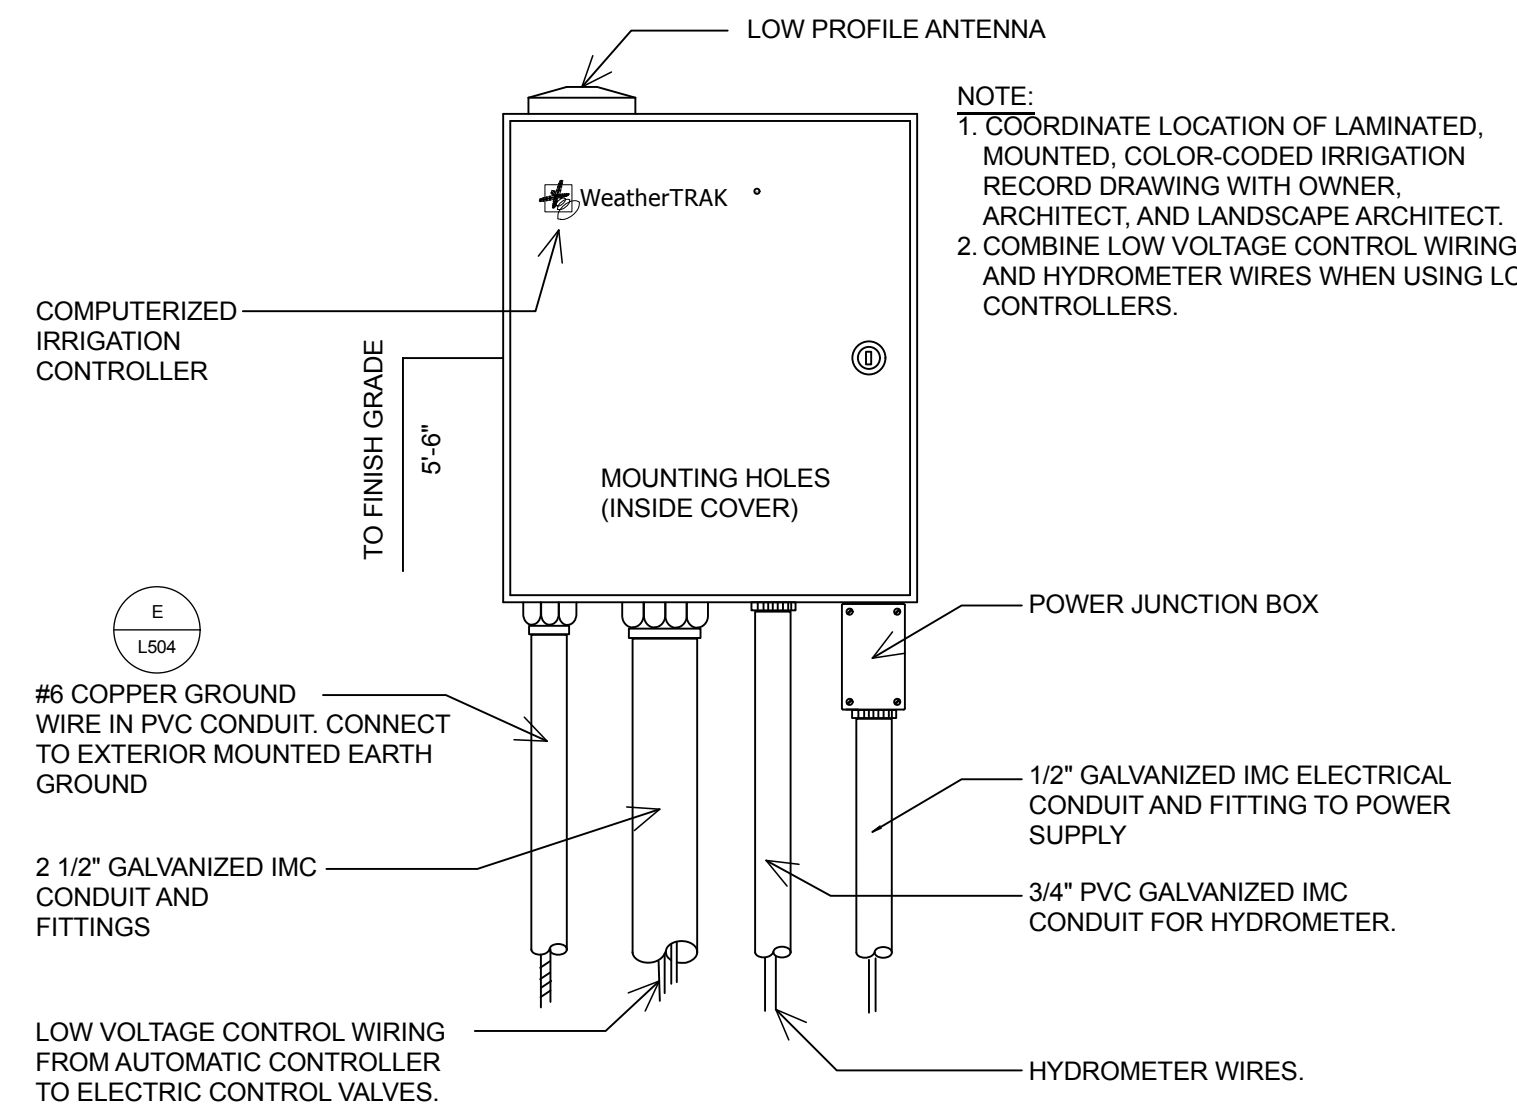 LOW PROFILE ANTENNA
NOTE:
1. COORDINATE LOCATION OF LAMINATED,
MOUNTED, COLOR-CODED IRRIGATION
RECORD DRAWING WITH OWNER,
ARCHITECT, AND LANDSCAPE ARCHITECT.
2. COMBINE LOW VOLTAGE CONTROL WIRING
AND HYDROMETER WIRES WHEN USING
CONTROLLERS.
WeatherTRAK
COMPUTERIZED
IRRIGATION
CONTROLLER
TO FINISH GRADE
5'-6"
MOUNTING HOLES
(INSIDE COVER)
E
L504
#6 COPPER GROUND
WIRE IN PVC CONDUIT. CONNECT
TO EXTERIOR MOUNTED EARTH
GROUND
2 1/2" GALVANIZED IMC
CONDUIT AND
FITTINGS
LOW VOLTAGE CONTROL WIRING
FROM AUTOMATIC CONTROLLER
TO ELECTRIC CONTROL VALVES.
POWER JUNCTION BOX
1/2" GALVANIZED IMC ELECTRICAL
CONDUIT AND FITTING TO POWER
SUPPLY
3/4" PVC GALVANIZED IMC
CONDUIT FOR HYDROMETER.
HYDROMETER WIRES.